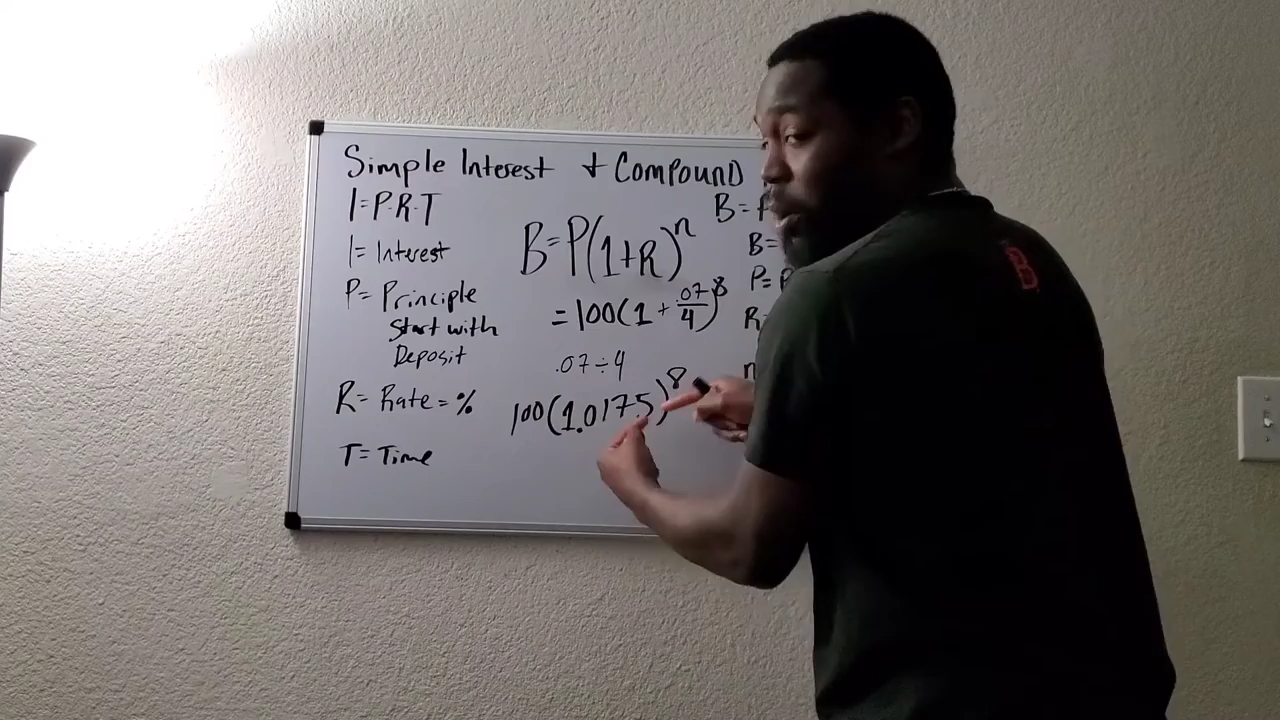 Simple Interest + Compound
I=P·R·T
I= Interest
P= Principle
Start with
Deposit
R= Rate = %
T= Time
B=P(1+R)^n
=100(1+.07/4)^8
.07÷4
100(1.0175)^8
B=
B=
P=
R=
n
B